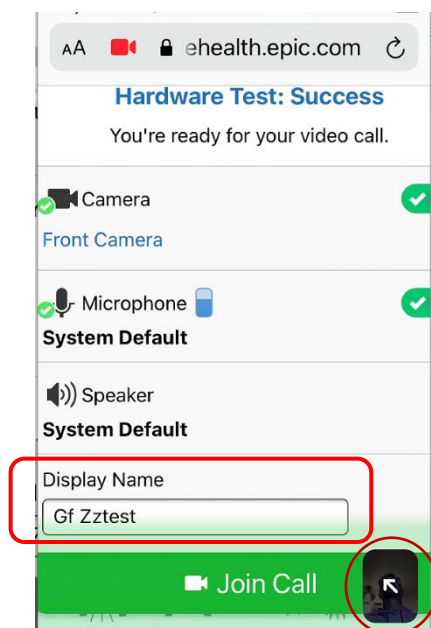 AA ehealth.epic.com
Hardware Test: Success
You're ready for your video call.
Camera
Front Camera
Microphone
System Default
Speaker
System Default
Display Name
Gf Zztest
Join Call